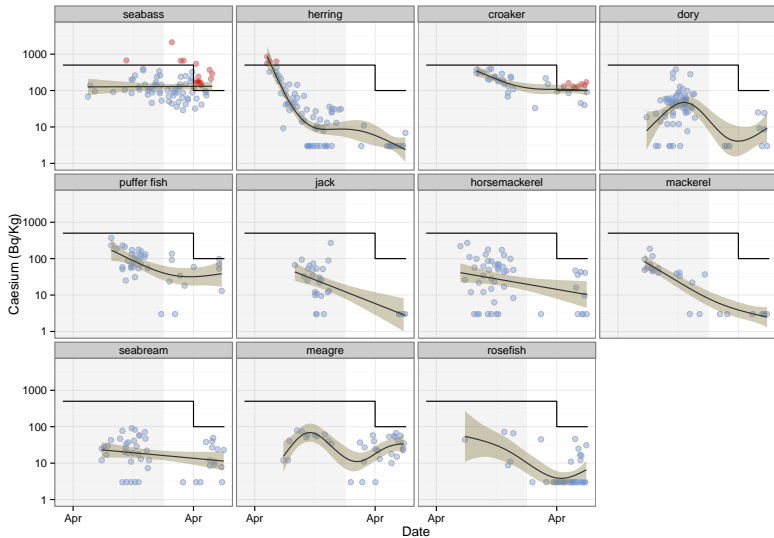 seabass herring croaker dory
1000
100
10
1
puffer fish jack horsemackerel mackerel
1000
100
10
1
Caesium (Bq/Kg)
seabream meagre rosefish
1000
100
10
1
Apr Apr Apr Apr Apr Apr
Date